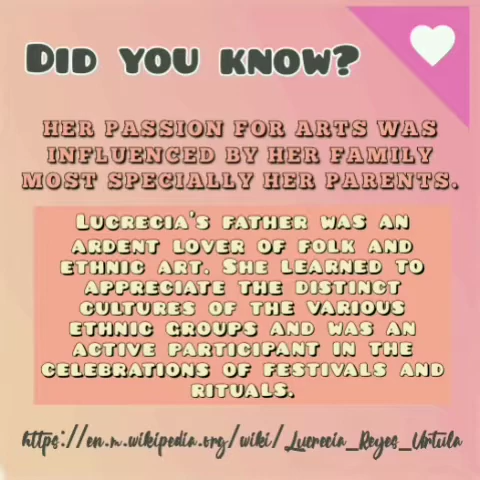 Did you know?
HER PASSION FOR ARTS WAS
INFLUENCED BY HER FAMILY
MOST SPECIALLY HER PARENTS.
Lucrecia's father was an
ardent lover of folk and
ethnic art. She learned to
appreciate the distinct
cultures of the various
ethnic groups and was an
active participant in the
celebrations of festivals and
rituals.
https://en.m.wikipedia.org/wiki/Lucrecia_Reyes_Urtula